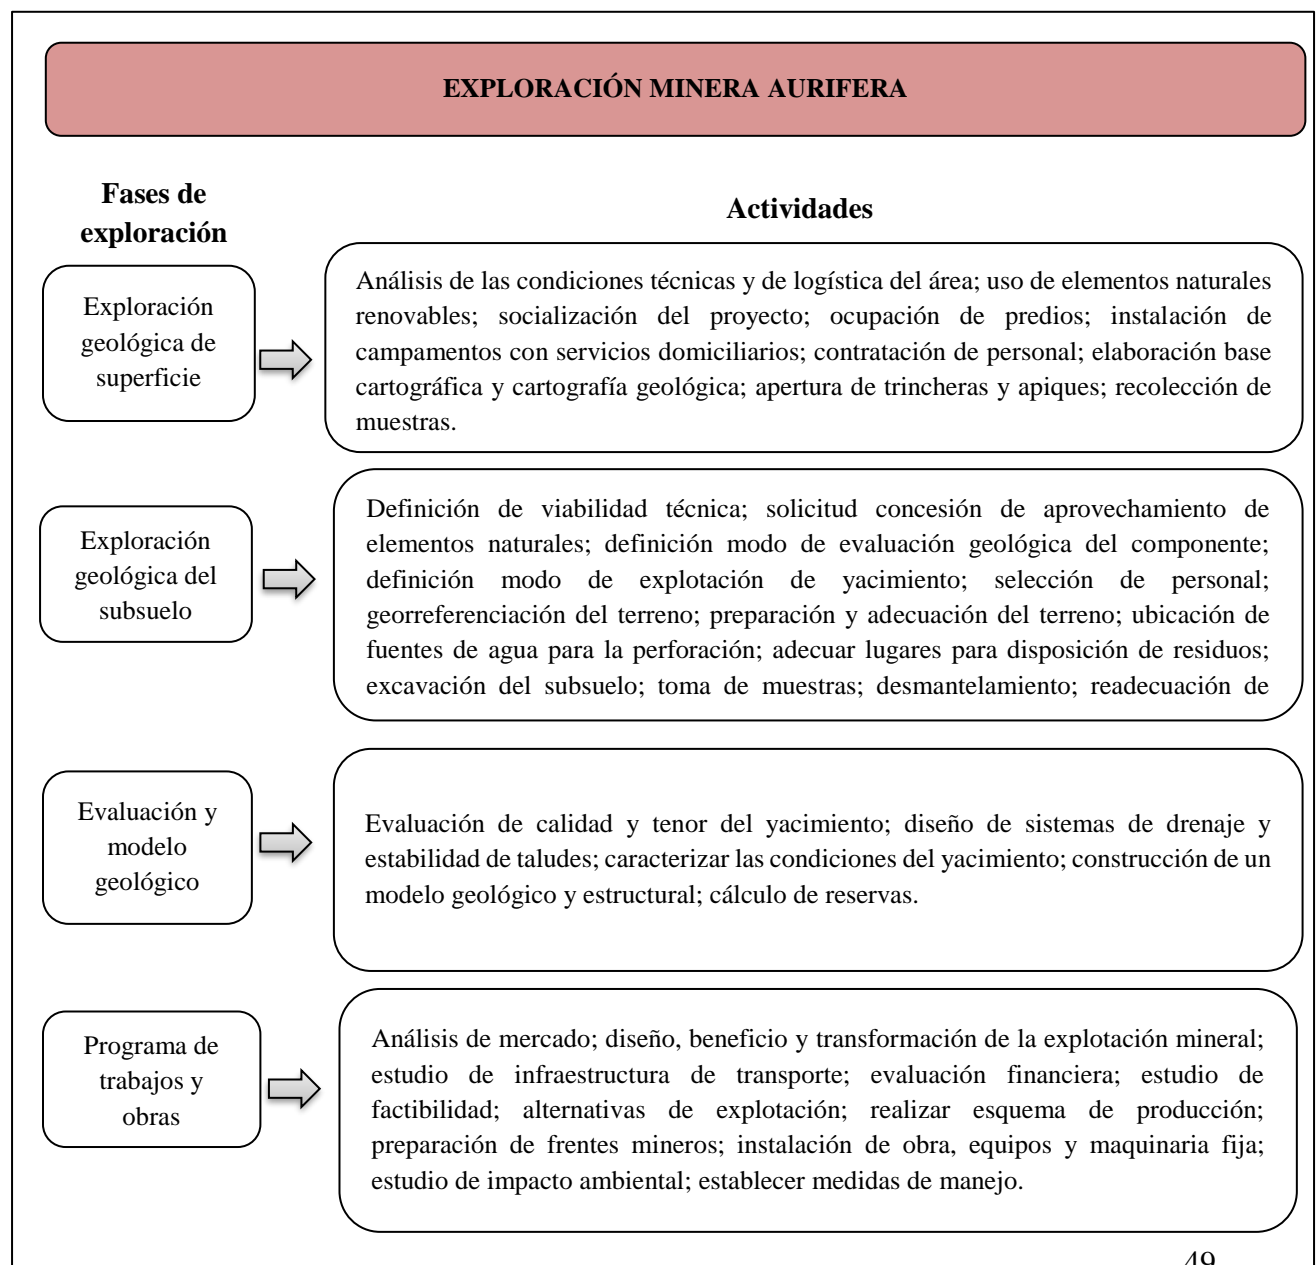 EXPLORACIÓN MINERA AURIFERA
Fases de
exploración
Actividades
Exploración
geológica de
superficie
Análisis de las condiciones técnicas y de logística del área; uso de elementos naturales
renovables; socialización del proyecto; ocupación de predios; instalación de
campamentos con servicios domiciliarios; contratación de personal; elaboración base
cartográfica y cartografía geológica; apertura de trincheras y apiques; recolección de
muestras.
Exploración
geológica del
subsuelo
Definición de viabilidad técnica; solicitud concesión de aprovechamiento de
elementos naturales; definición modo de evaluación geológica del componente;
definición modo de explotación de yacimiento; selección de personal;
georreferenciación del terreno; preparación y adecuación del terreno; ubicación de
fuentes de agua para la perforación; adecuar lugares para disposición de residuos;
excavación del subsuelo; toma de muestras; desmantelamiento; readecuación de
Evaluación y
modelo
geológico
Evaluación de calidad y tenor del yacimiento; diseño de sistemas de drenaje y
estabilidad de taludes; caracterizar las condiciones del yacimiento; construcción de un
modelo geológico y estructural; cálculo de reservas.
Programa de
trabajos y
obras
Análisis de mercado; diseño, beneficio y transformación de la explotación mineral;
estudio de infraestructura de transporte; evaluación financiera; estudio de
factibilidad; alternativas de explotación; realizar esquema de producción;
preparación de frentes mineros; instalación de obra, equipos y maquinaria fija;
estudio de impacto ambiental; establecer medidas de manejo.
49